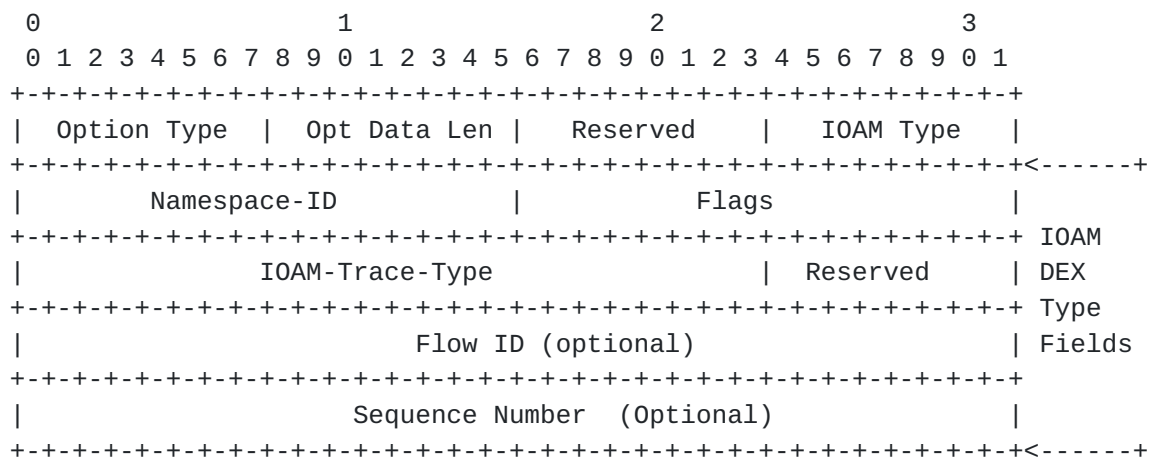 0                   1                   2                   3
 0 1 2 3 4 5 6 7 8 9 0 1 2 3 4 5 6 7 8 9 0 1 2 3 4 5 6 7 8 9 0 1
+-+-+-+-+-+-+-+-+-+-+-+-+-+-+-+-+-+-+-+-+-+-+-+-+-+-+-+-+-+-+-+-+
|  Option Type  |  Opt Data Len |   Reserved    |   IOAM Type   |
+-+-+-+-+-+-+-+-+-+-+-+-+-+-+-+-+-+-+-+-+-+-+-+-+-+-+-+-+-+-+-+-+<------+
|        Namespace-ID           |           Flags               |
+-+-+-+-+-+-+-+-+-+-+-+-+-+-+-+-+-+-+-+-+-+-+-+-+-+-+-+-+-+-+-+-+ IOAM
|               IOAM-Trace-Type                 |  Reserved     | DEX
+-+-+-+-+-+-+-+-+-+-+-+-+-+-+-+-+-+-+-+-+-+-+-+-+-+-+-+-+-+-+-+-+ Type
|                         Flow ID (optional)                    | Fields
+-+-+-+-+-+-+-+-+-+-+-+-+-+-+-+-+-+-+-+-+-+-+-+-+-+-+-+-+-+-+-+-+
|                     Sequence Number  (Optional)               |
+-+-+-+-+-+-+-+-+-+-+-+-+-+-+-+-+-+-+-+-+-+-+-+-+-+-+-+-+-+-+-+-+<------+